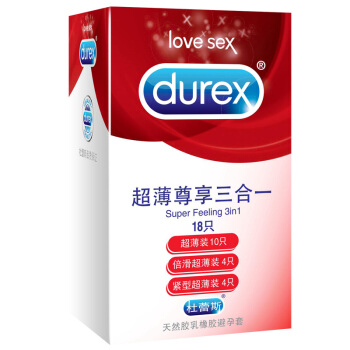 love sex
durex®
超薄尊享三合一
Super Feeling 3in1
18只
超薄装10只
倍滑超薄装 4只
紧型超薄装 4只
杜蕾斯
天然胶乳橡胶避孕套
durex